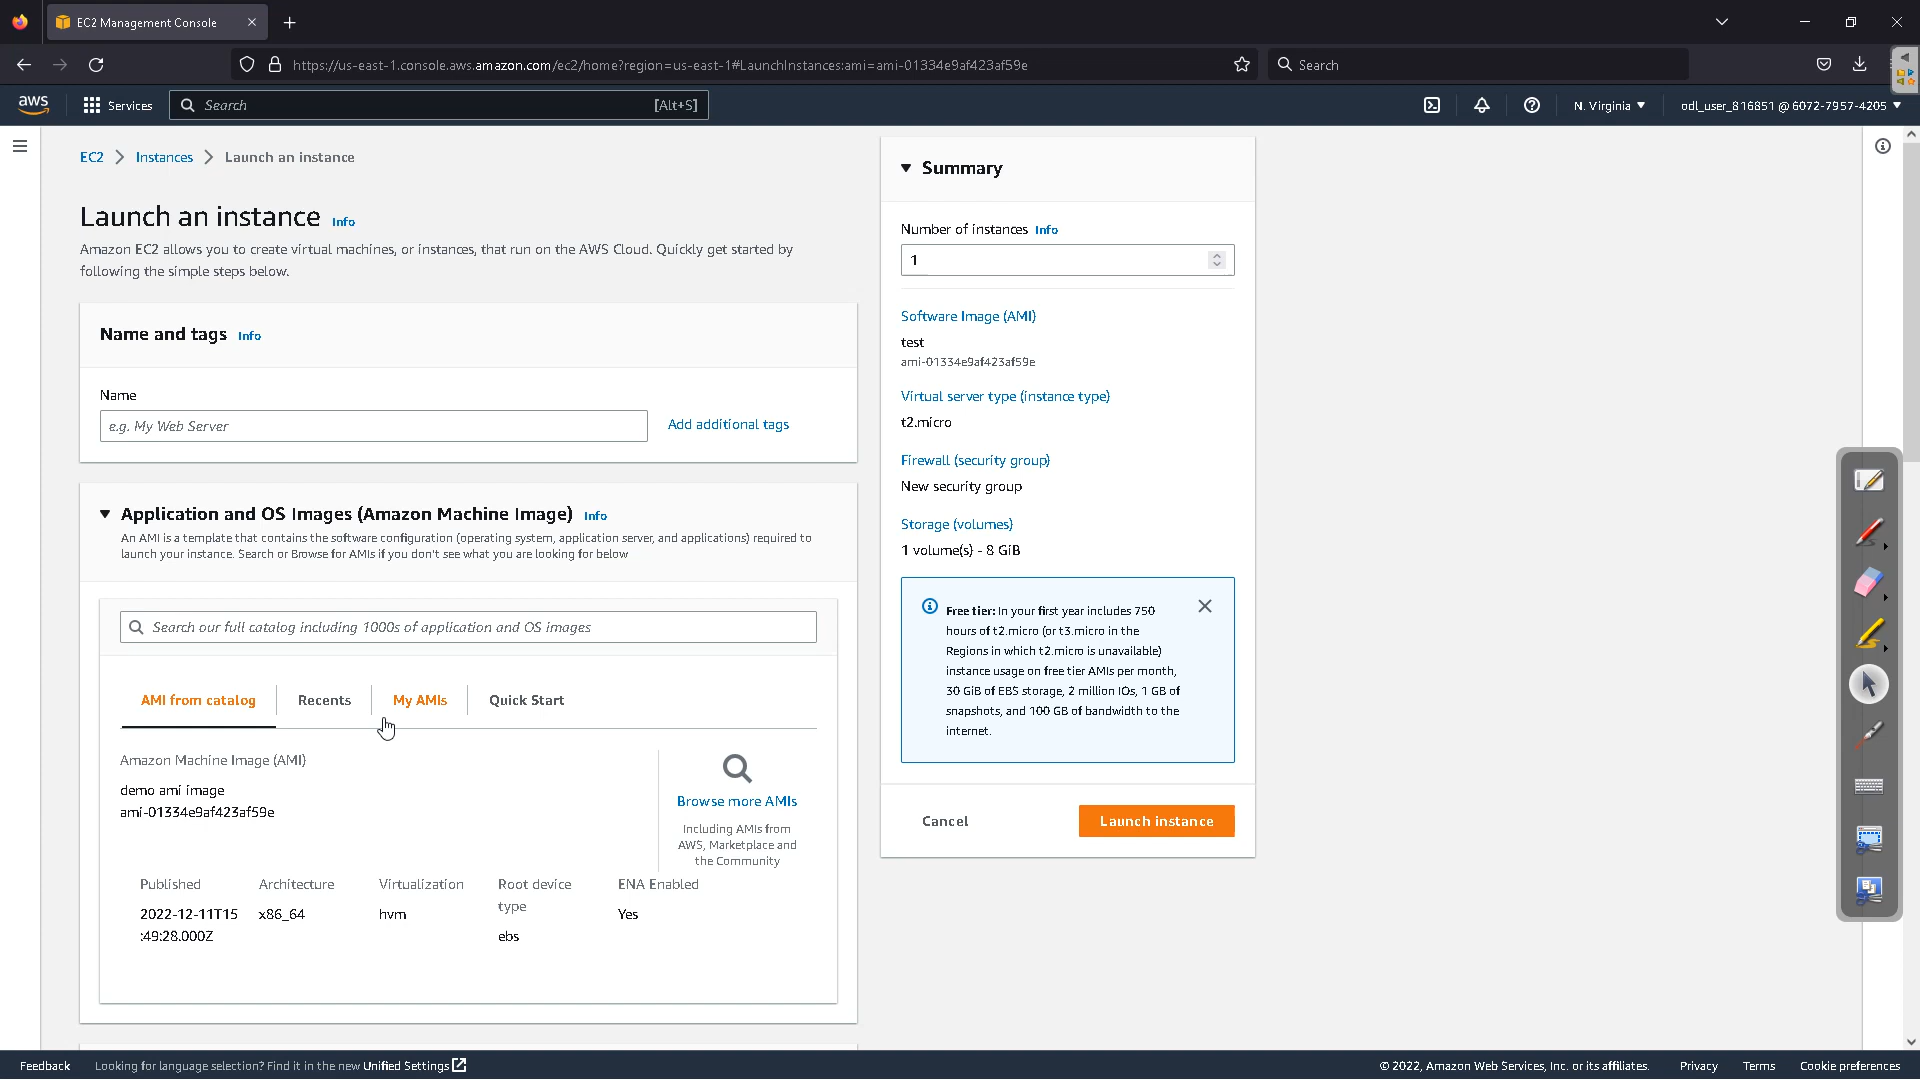 EC2 Management Console
https://us-east-1.console.aws.amazon.com/ec2/home?region=us-east-1#LaunchInstances:ami=ami-01334e9af423af59e
Search
aws
Services
Search
[Alt+S]
N. Virginia
odl_user_816851 @ 6072-7957-4205
EC2
Instances
Launch an instance
Launch an instance Info
Amazon EC2 allows you to create virtual machines, or instances, that run on the AWS Cloud. Quickly get started by
following the simple steps below.
Name and tags Info
Name
e.g. My Web Server
Add additional tags
Application and OS Images (Amazon Machine Image) Info
An AMI is a template that contains the software configuration (operating system, application server, and applications) required to
launch your instance. Search or Browse for AMIs if you don't see what you are looking for below
Search our full catalog including 1000s of application and OS images
AMI from catalog
Recents
My AMIs
Quick Start
Amazon Machine Image (AMI)
demo ami image
ami-01334e9af423af59e
Browse more AMIs
Including AMIs from
AWS, Marketplace and
the Community
Published
2022-12-11T15
:49:28.000Z
Architecture
x86_64
Virtualization
hvm
Root device
type
ebs
ENA Enabled
Yes
Summary
Number of instances Info
1
Software Image (AMI)
test
ami-01334e9af423af59e
Virtual server type (instance type)
t2.micro
Firewall (security group)
New security group
Storage (volumes)
1 volume(s) - 8 GiB
Free tier: In your first year includes 750
hours of t2.micro (or t3.micro in the
Regions in which t2.micro is unavailable)
instance usage on free tier AMIs per month,
30 GiB of EBS storage, 2 million IOs, 1 GB of
snapshots, and 100 GB of bandwidth to the
internet.
Cancel
Launch instance
Feedback
Looking for language selection? Find it in the new Unified Settings
© 2022, Amazon Web Services, Inc. or its affiliates.
Privacy
Terms
Cookie preferences